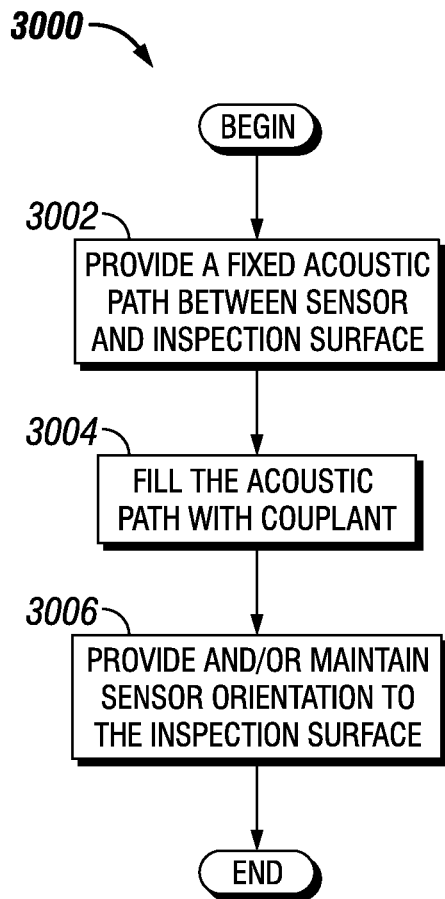 3000
BEGIN
3002
PROVIDE A FIXED ACOUSTIC
PATH BETWEEN SENSOR
AND INSPECTION SURFACE
3004
FILL THE ACOUSTIC
PATH WITH COUPLANT
3006
PROVIDE AND/OR MAINTAIN
SENSOR ORIENTATION TO
THE INSPECTION SURFACE
END